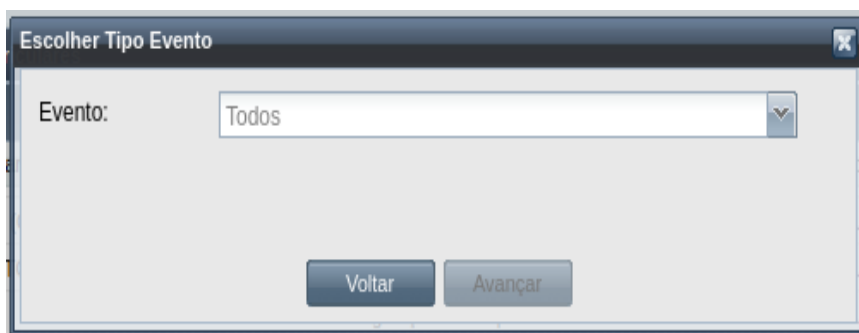 Escolher Tipo Evento
Evento:
Todos
Voltar
Avançar